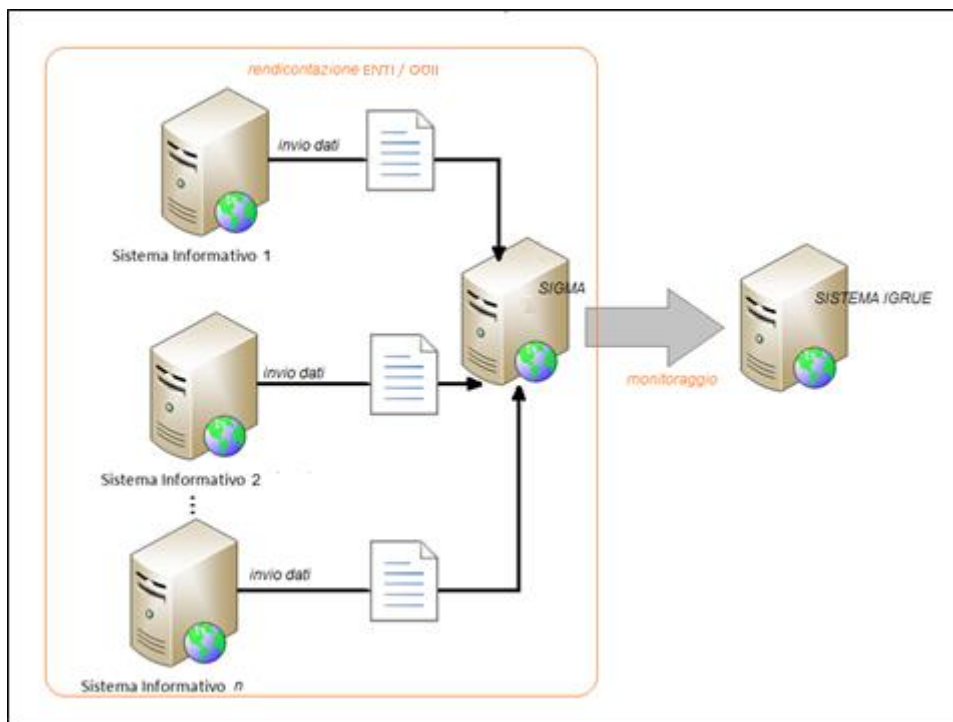 rendicontazione ENTI / OOII
invio dati
Sistema Informativo 1
SIGMA
SISTEMA IGRUE
invio dati
monitoraggio
Sistema Informativo 2
invio dati
Sistema Informativo n